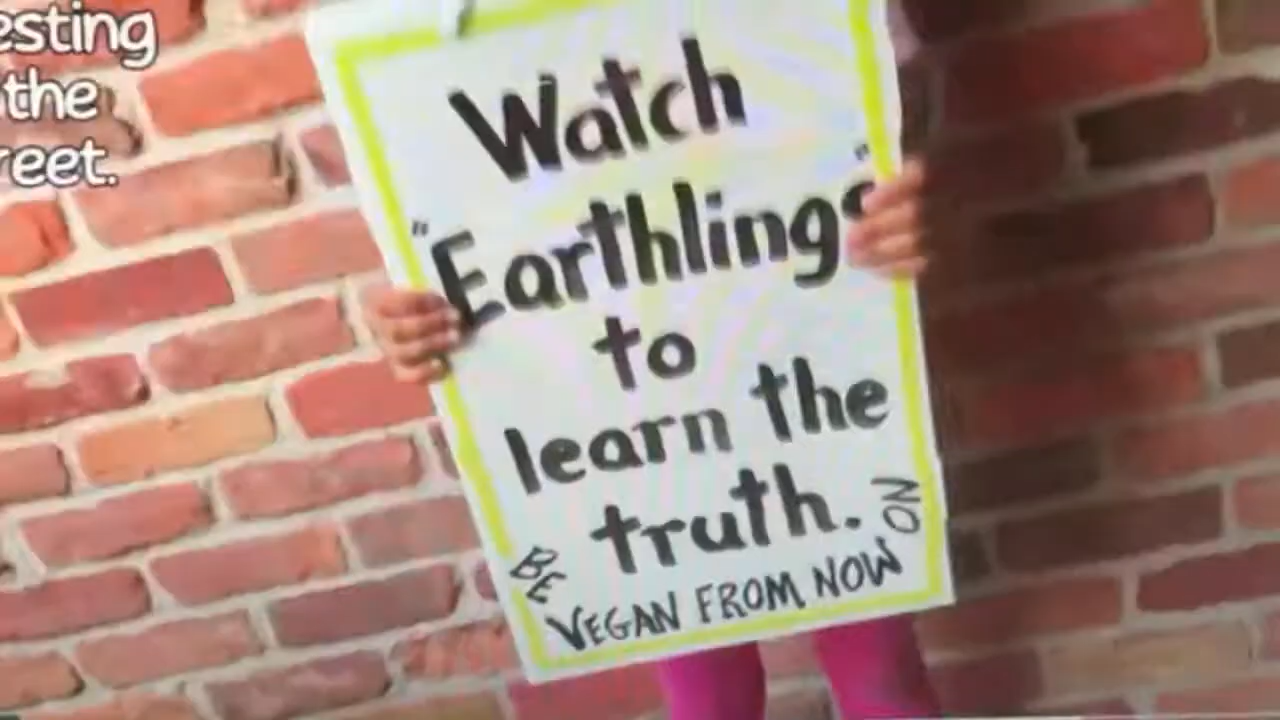 esting
the
reet.
Watch
"Earthlings"
to
learn the
truth.
BE VEGAN FROM NOW ON